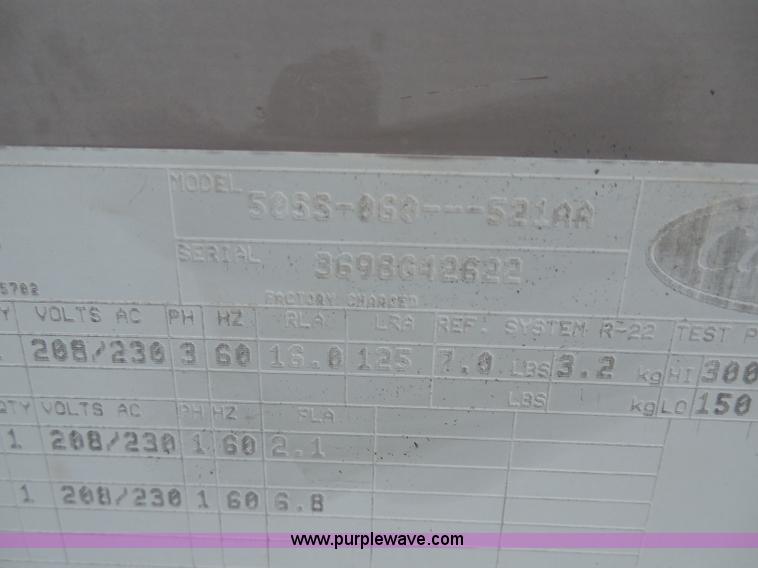 MODEL 50SS-060---521AA
SERIAL 3698G42622
5702
FACTORY CHARGED
VOLTS AC PH HZ RLA LRA REF. SYSTEM R-22 TEST
208/230 3 60 16.0 125 7.0 LBS 3.2 kg HI 300
LBS kg LO 150
QTY VOLTS AC PH HZ FLA
1 208/230 1 60 2.1
1 208/230 1 60 6.8
www.purplewave.com